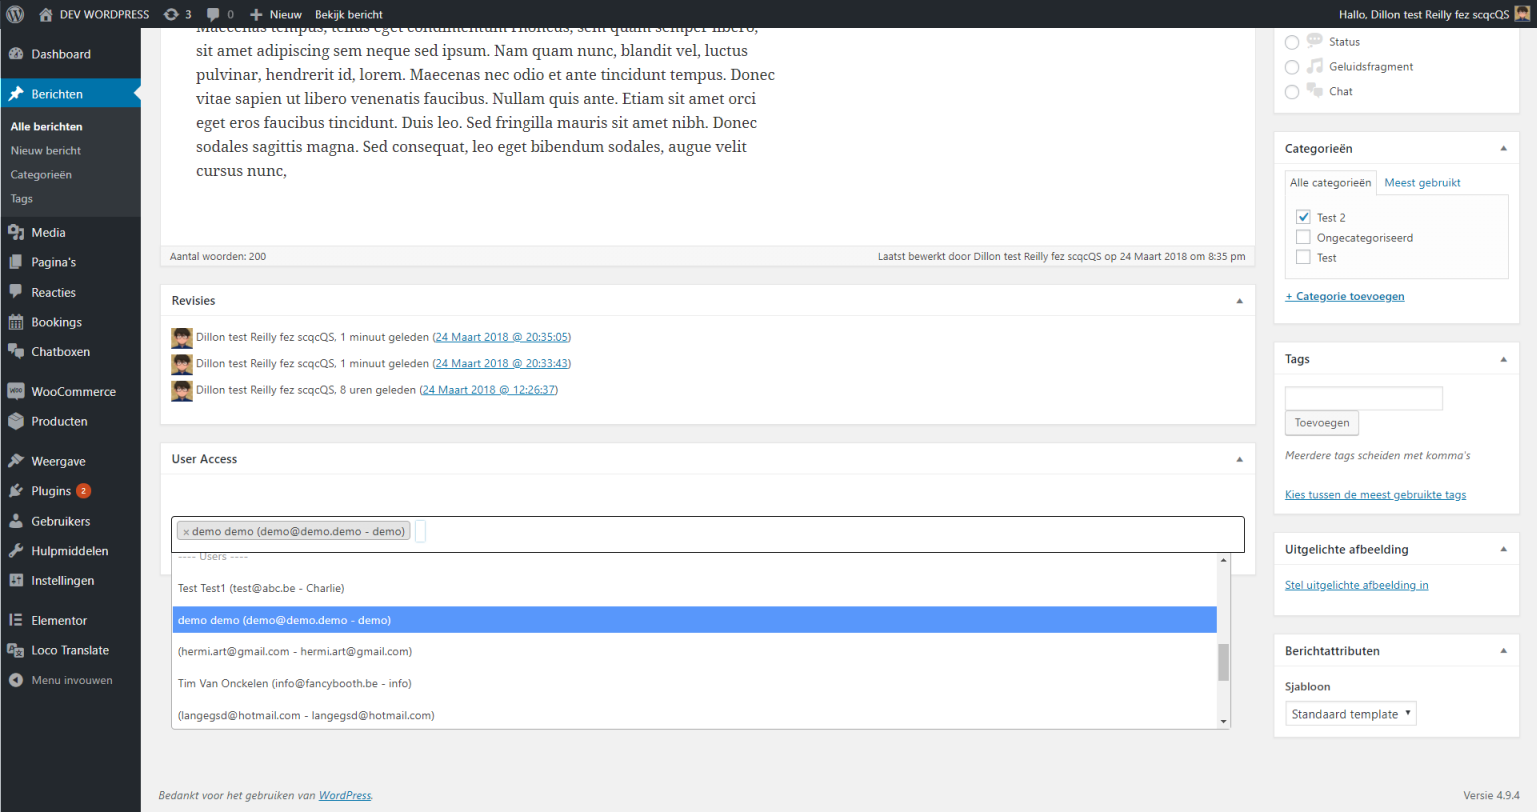 DEV WORDPRESS
3
0
Nieuw
Bekijk bericht
Hallo, Dillon test Reilly fez scqcQS
Dashboard
Berichten
Alle berichten
Nieuw bericht
Categorieën
Tags
Media
Pagina's
Reacties
Bookings
Chatboxen
WooCommerce
Producten
Weergave
Plugins 2
Gebruikers
Hulpmiddelen
Instellingen
Elementor
Loco Translate
Menu invouwen
Maecenas tempus, tellus eget condimentum rhoncus, sem quam semper libero,
sit amet adipiscing sem neque sed ipsum. Nam quam nunc, blandit vel, luctus
pulvinar, hendrerit id, lorem. Maecenas nec odio et ante tincidunt tempus. Donec
vitae sapien ut libero venenatis faucibus. Nullam quis ante. Etiam sit amet orci
eget eros faucibus tincidunt. Duis leo. Sed fringilla mauris sit amet nibh. Donec
sodales sagittis magna. Sed consequat, leo eget bibendum sodales, augue velit
cursus nunc,
Aantal woorden: 200
Laatst bewerkt door Dillon test Reilly fez scqcQS op 24 Maart 2018 om 8:35 pm
Revisies
Dillon test Reilly fez scqcQS, 1 minuut geleden (24 Maart 2018 @ 20:35:05)
Dillon test Reilly fez scqcQS, 1 minuut geleden (24 Maart 2018 @ 20:33:43)
Dillon test Reilly fez scqcQS, 8 uren geleden (24 Maart 2018 @ 12:26:37)
User Access
× demo demo (demo@demo.demo - demo)
---- Users ----
Test Test1 (test@abc.be - Charlie)
demo demo (demo@demo.demo - demo)
(hermi.art@gmail.com - hermi.art@gmail.com)
Tim Van Onckelen (info@fancybooth.be - info)
(langegsd@hotmail.com - langegsd@hotmail.com)
Bedankt voor het gebruiken van WordPress.
Status
Geluidsfragment
Chat
Categorieën
Alle categorieën
Meest gebruikt
Test 2
Ongecategoriseerd
Test
+ Categorie toevoegen
Tags
Toevoegen
Meerdere tags scheiden met komma's
Kies tussen de meest gebruikte tags
Uitgelichte afbeelding
Stel uitgelichte afbeelding in
Berichtattributen
Sjabloon
Standaard template
Versie 4.9.4